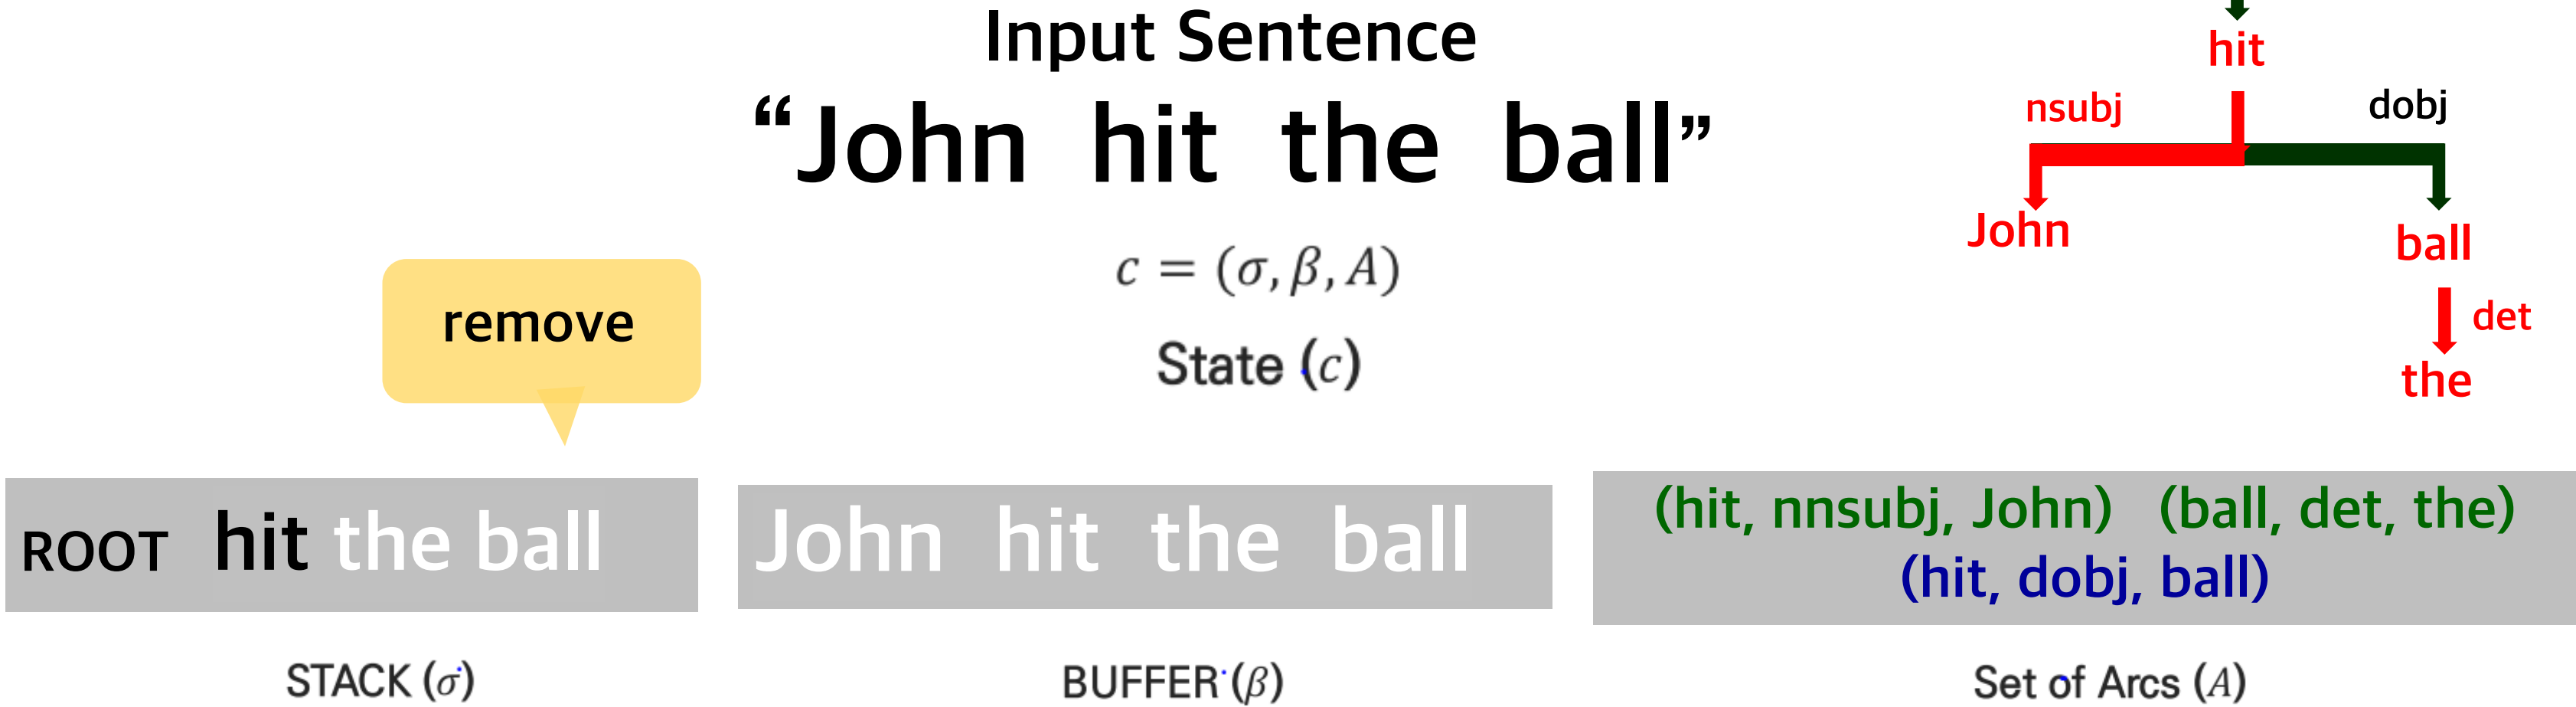 Input Sentence
“John hit the ball”
c = (σ, β, A)
State (c)
remove
hit
nsubj dobj
John
ball
det
the
ROOT hit the ball
John hit the ball
(hit, nnsubj, John) (ball, det, the)
(hit, dobj, ball)
STACK (σ)
BUFFER (β)
Set of Arcs (A)